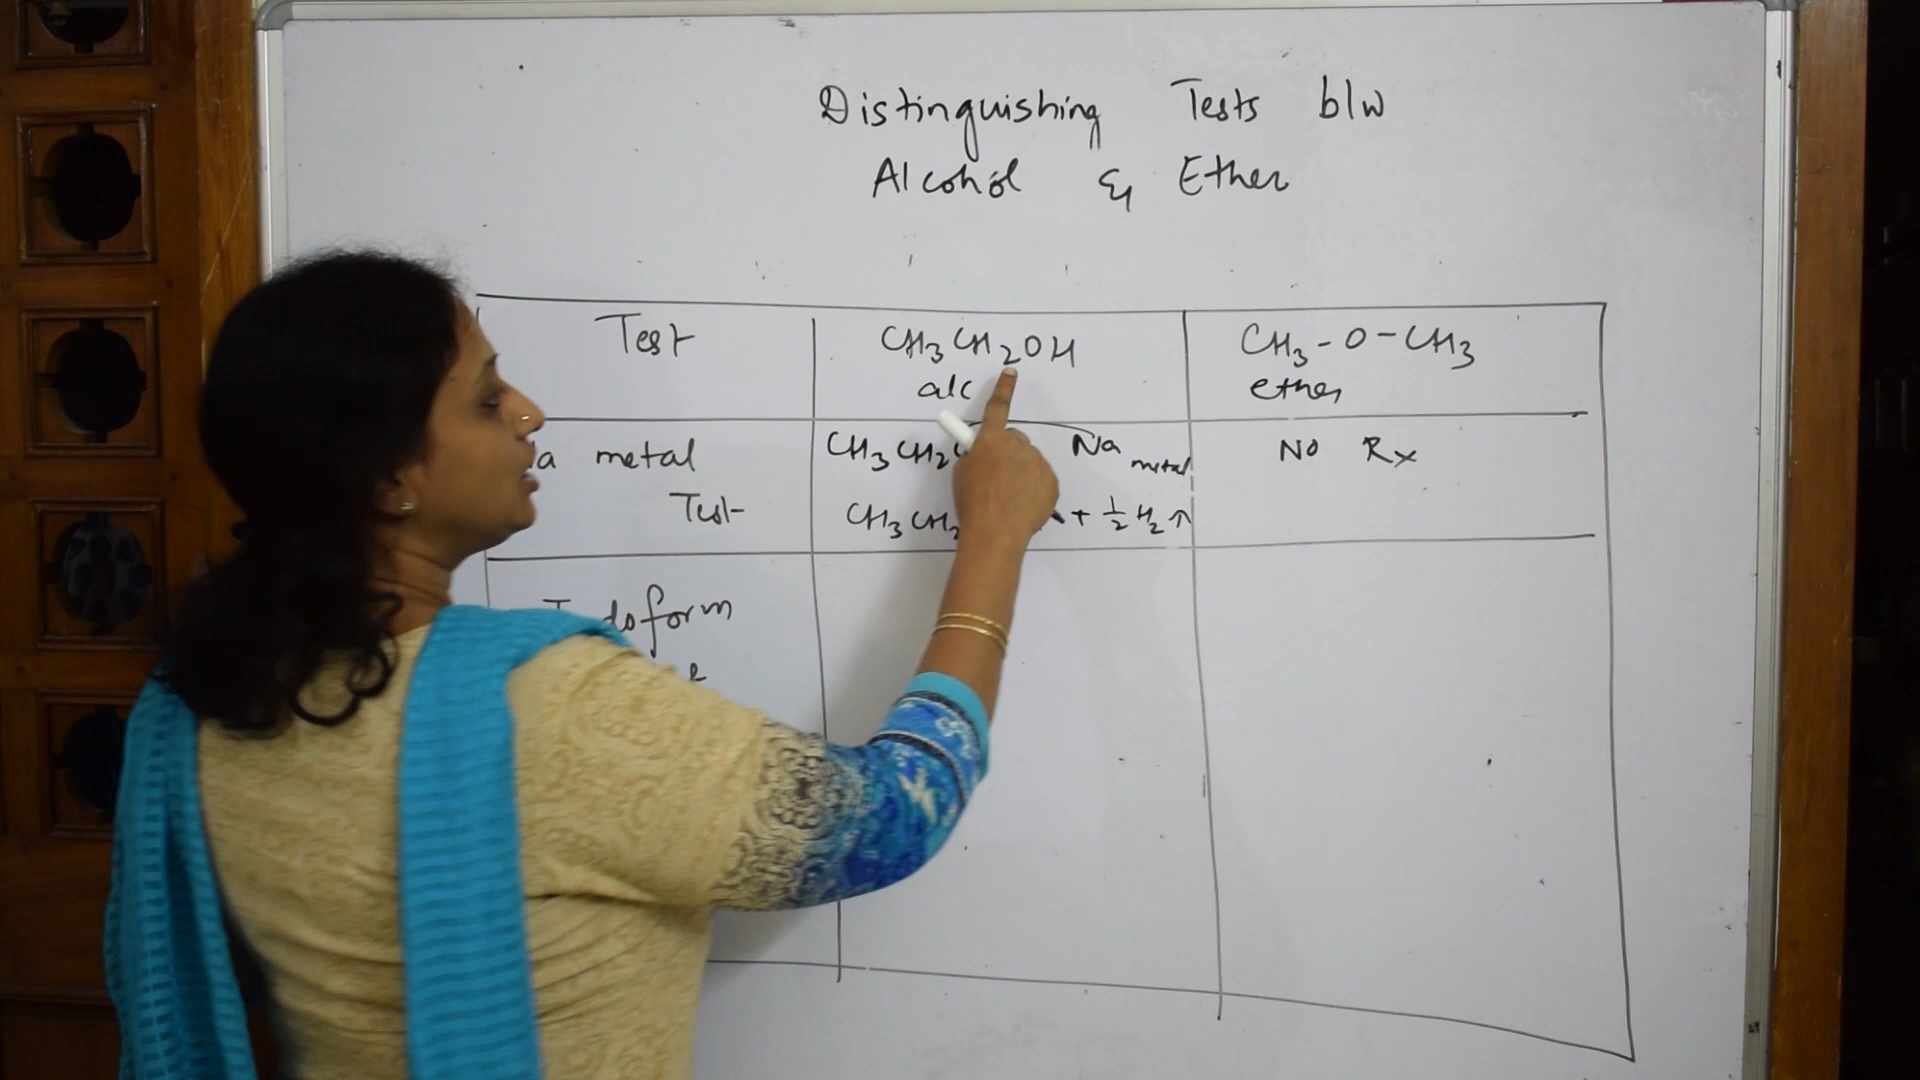 Distinguishing Tests b/w
Alcohol & Ether
Test CH3CH2OH CH3-O-CH3
alc ether
metal CH3CH2 Na metal NO Rx
Test CH3CH2 + 1/2 H2 ↑